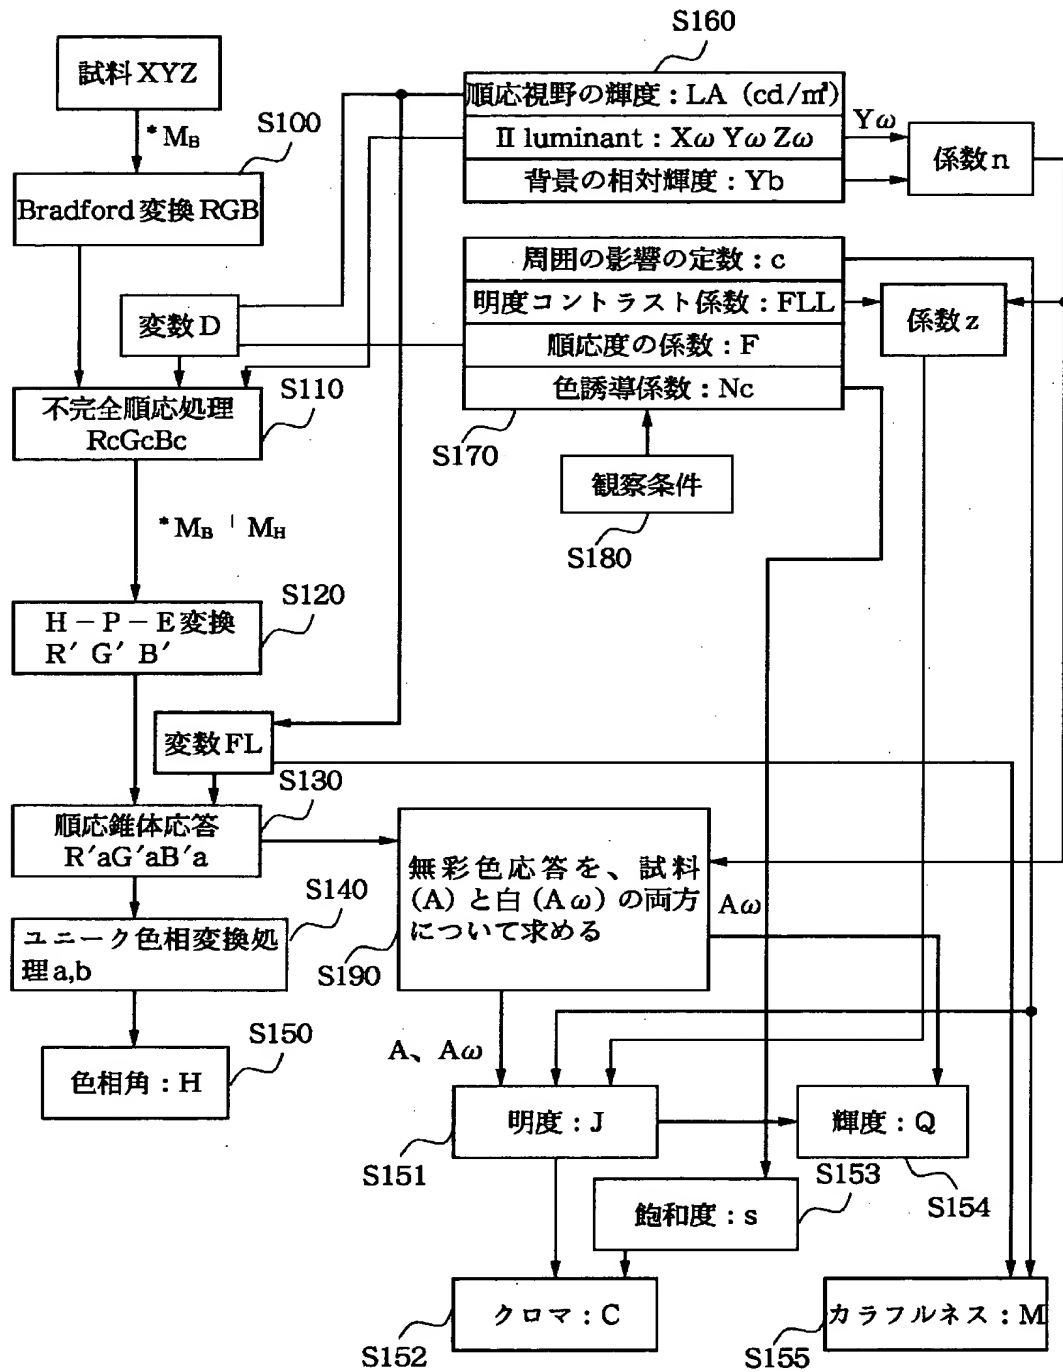 試料XYZ
*MB
S100
Bradford変換RGB
変数D
不完全順応処理
RcGcBc
S110
*MB MH
S120
H－P－E変換
R′ G′ B′
変数FL
S130
順応錐体応答
R′aG′aB′a
S140
ユニーク色相変換処
理a,b
S150
色相角：H
S160
順応視野の輝度：LA（cd/㎡）
II luminant：Xω Yω Zω
背景の相対輝度：Yb
Yω
係数n
周囲の影響の定数：c
明度コントラスト係数：FLL
順応度の係数：F
色誘導係数：Nc
S170
係数z
観察条件
S180
無彩色応答を、試料
(A)と白(Aω)の両方
について求める
S190
Aω
A、Aω
明度：J
S151
輝度：Q
S154
飽和度：s
S153
クロマ：C
S152
カラフルネス：M
S155